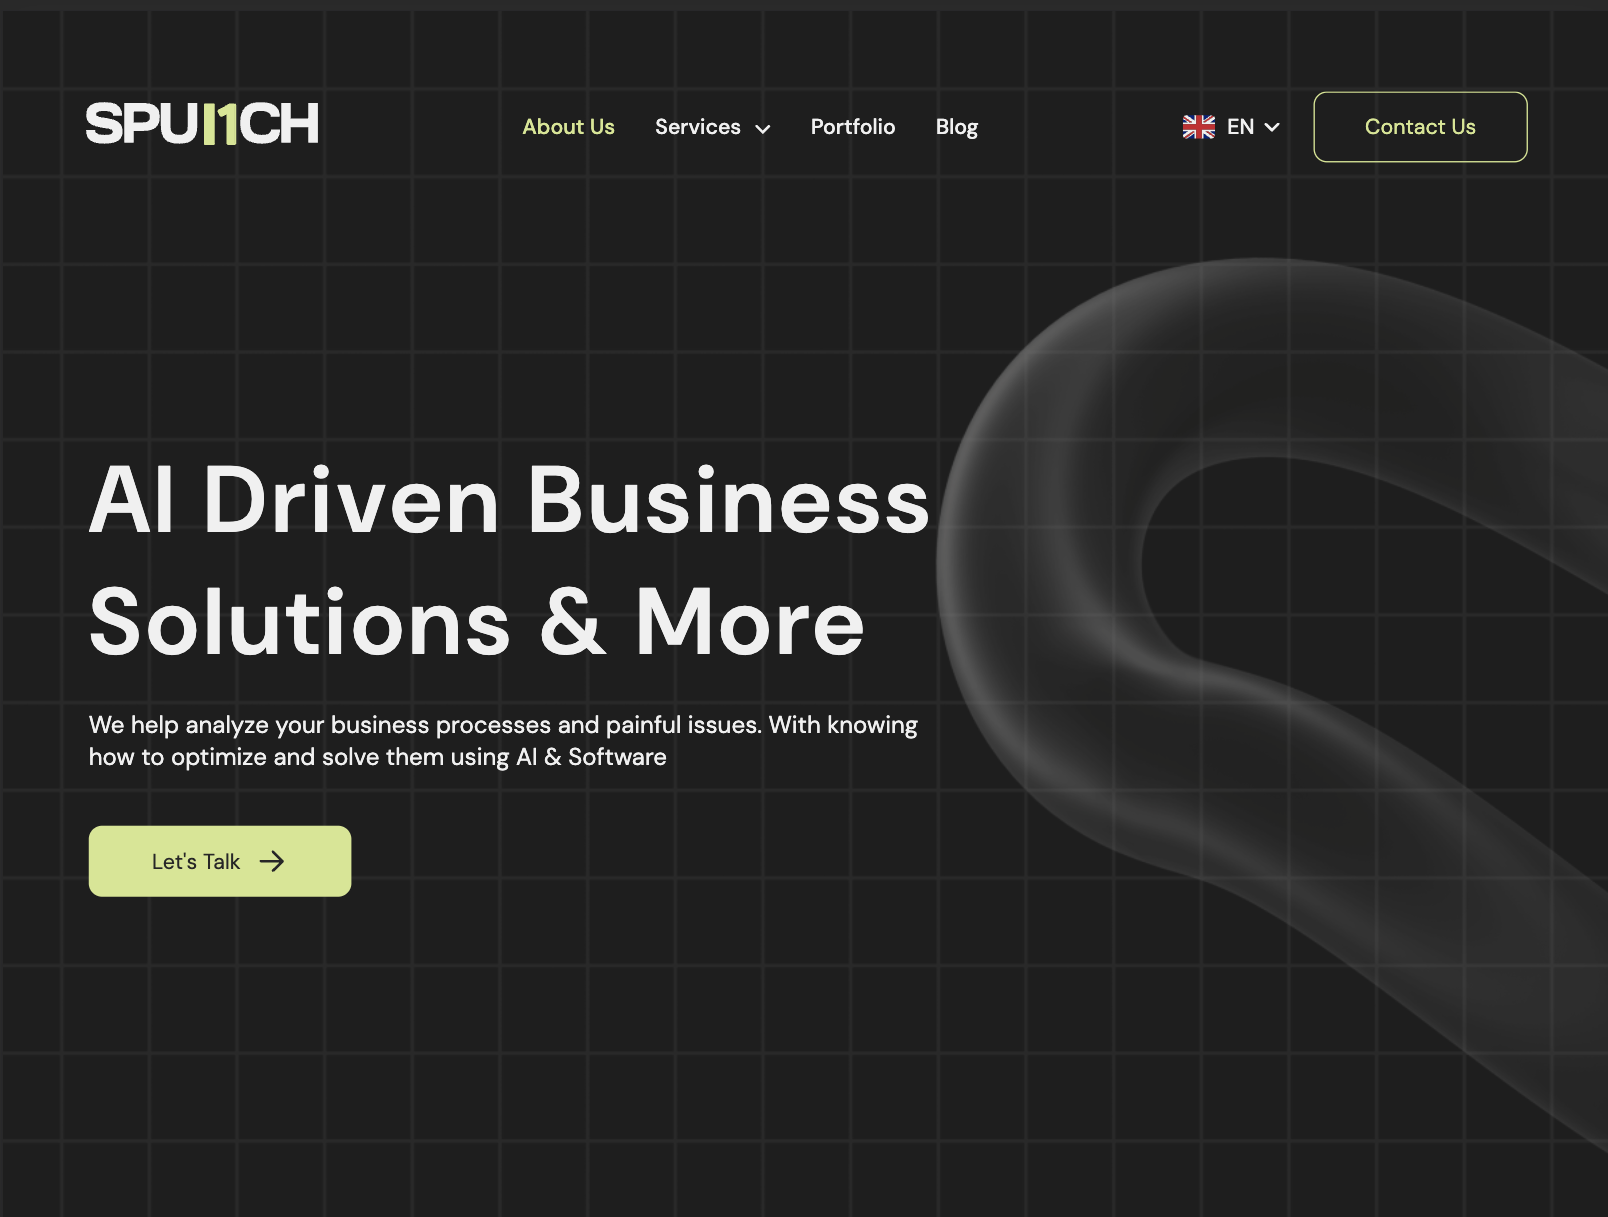 SPU11CH
About Us
Services
Portfolio
Blog
EN
Contact Us
AI Driven Business
Solutions & More
We help analyze your business processes and painful issues. With knowing
how to optimize and solve them using AI & Software
Let's Talk